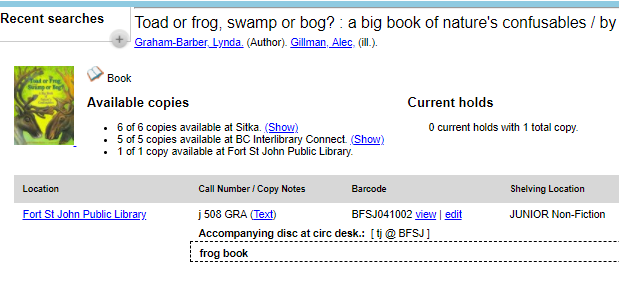 Recent searches
+
Toad or frog, swamp or bog? : a big book of nature's confusables / by
Graham-Barber, Lynda. (Author). Gillman, Alec, (ill.).
Toad or Frog,
Swamp or Bog?
Book
Available copies
Current holds
• 6 of 6 copies available at Sitka. (Show)
0 current holds with 1 total copy.
• 5 of 5 copies available at BC Interlibrary Connect. (Show)
• 1 of 1 copy available at Fort St John Public Library.
Location Call Number / Copy Notes Barcode Shelving Location
Fort St John Public Library j 508 GRA (Text) BFSJ041002 view | edit JUNIOR Non-Fiction
Accompanying disc at circ desk.: [ tj @ BFSJ ]
frog book